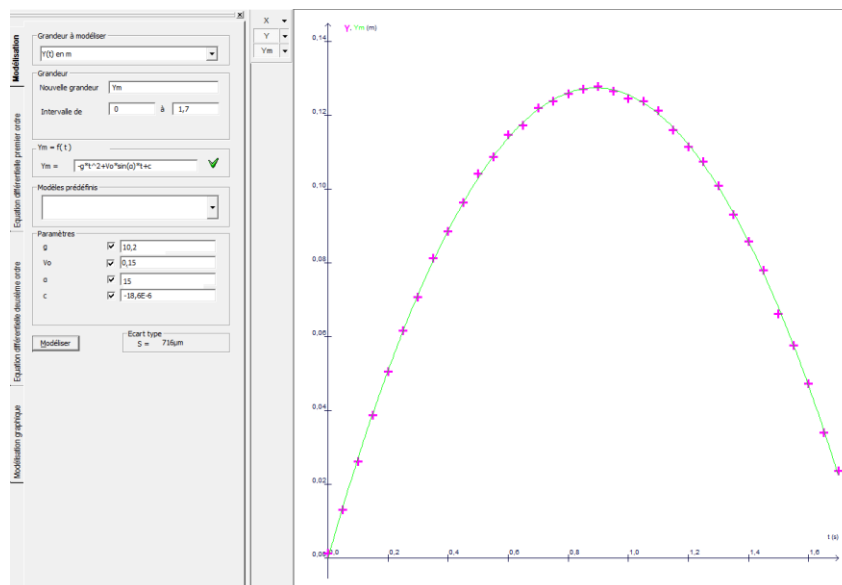 Modélisation
Equation différentielle premier ordre
Equation différentielle deuxième ordre
Modélisation graphique
Grandeur à modéliser
Y(t) en m
Grandeur
Nouvelle grandeur Ym
Intervalle de 0 à 1,7
Ym = f( t )
Ym = -g*t^2+Vo*sin(α)*t+c
Modèles prédéfinis
Paramètres
g 10,2
Vo 0,15
α 15
c -18,6E-6
Modéliser
Ecart type
S = 716µm
X
Y
Ym
Y, Ym (m)
0,14
0,12
0,10
0,08
0,06
0,04
0,02
0,00
0,0 0,2 0,4 0,6 0,8 1,0 1,2 1,4 1,6
t (s)